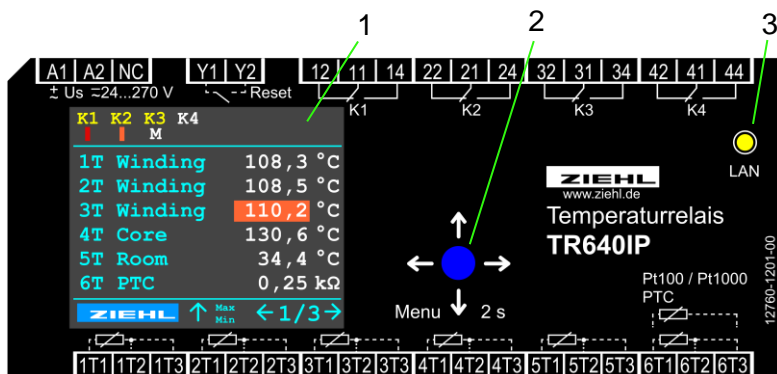 1 2 3
A1 A2 NC Y1 Y2 12 11 14 22 21 24 32 31 34 42 41 44
± Us ≂24...270 V Reset K1 K2 K3 K4
K1 K2 K3 K4
M
LAN
1T Winding 108,3 °C
2T Winding 108,5 °C
3T Winding 110,2 °C
4T Core 130,6 °C
5T Room 34,4 °C
6T PTC 0,25 kΩ
ZIEHL ↑ Max Min ←1/3→
ZIEHL
www.ziehl.de
Temperaturrelais
TR640IP
Menu 2 s
Pt100 / Pt1000
PTC
12760-1201-00
1T1 1T2 1T3 2T1 2T2 2T3 3T1 3T2 3T3 4T1 4T2 4T3 5T1 5T2 5T3 6T1 6T2 6T3